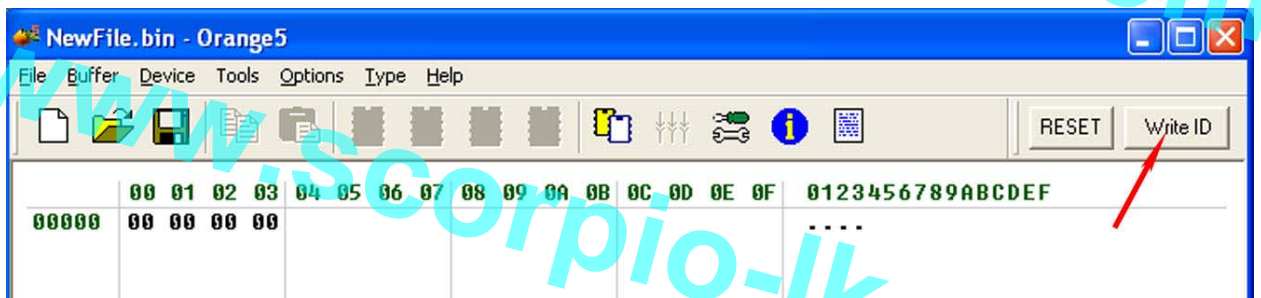 NewFile.bin - Orange5
File Buffer Device Tools Options Type Help
RESET Write ID
00 01 02 03 04 05 06 07 08 09 0A 0B 0C 0D 0E 0F 0123456789ABCDEF
00000 00 00 00 00 ....
www.scorpio-lk